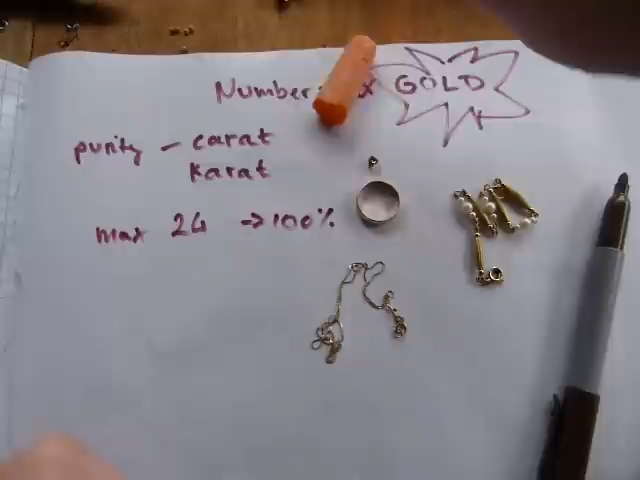 Number: GOLD
purity - carat
karat
max 24 → 100%